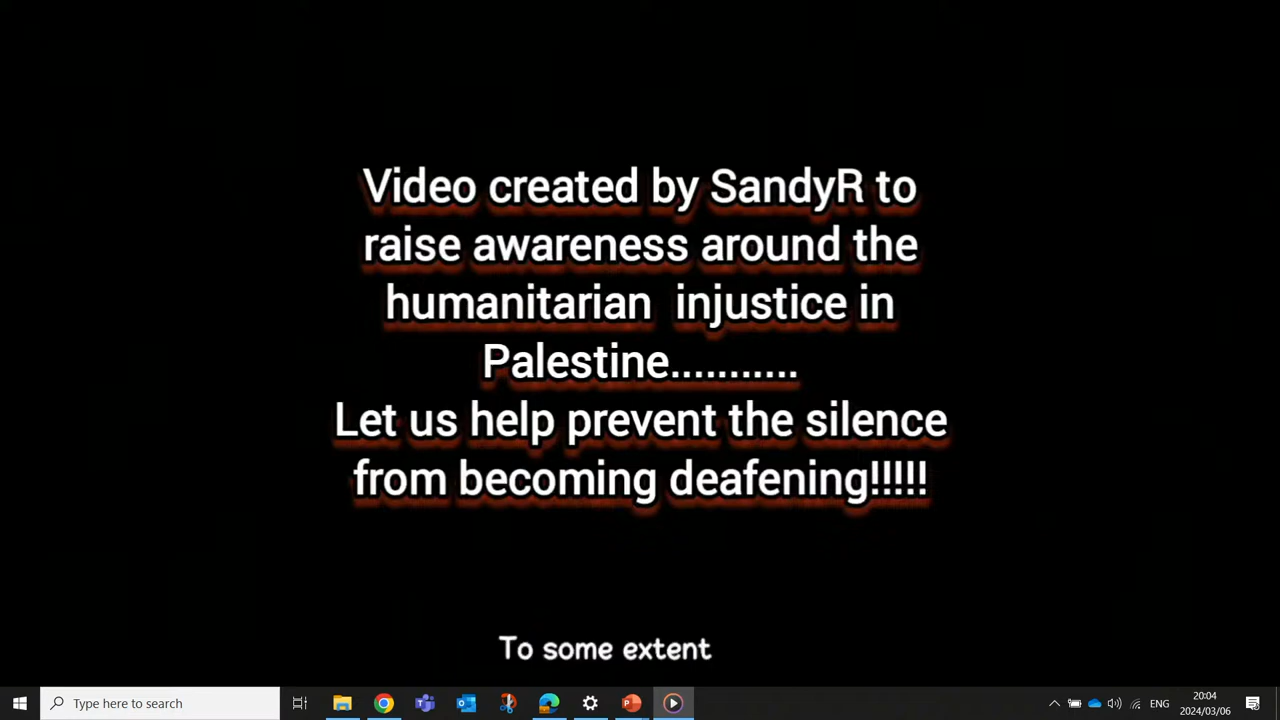 Video created by SandyR to
raise awareness around the
humanitarian  injustice in
Palestine...........
Let us help prevent the silence
from becoming deafening!!!!!
To some extent
Type here to search
ENG
20:04
2024/03/06